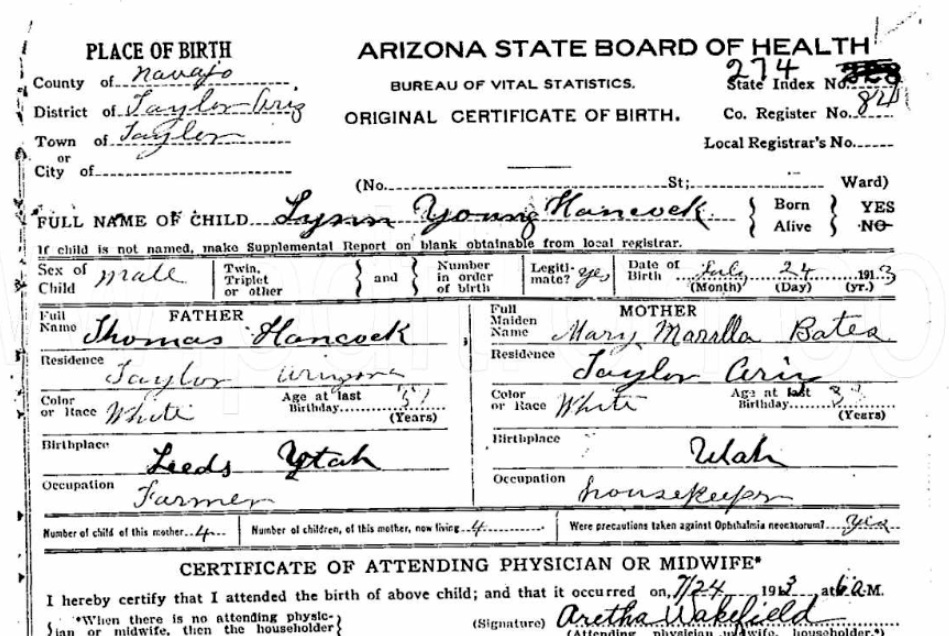 PLACE OF BIRTH
ARIZONA STATE BOARD OF HEALTH
County of Navajo
BUREAU OF VITAL STATISTICS.
274
State Index No.
District of Taylor Ariz
ORIGINAL CERTIFICATE OF BIRTH.
Co. Register No. 84
Town of Taylor
or
City of
Local Registrar's No.
(No. St; Ward)
FULL NAME OF CHILD Lynn Young Hancock Born Alive YES NO
If child is not named, make Supplemental Report on blank obtainable from local registrar.
Sex of Child male Twin, Triplet or other and Number in order of birth Legitimate? yes Date of Birth July 24 1913
(Month) (Day) (yr.)
FATHER
Full Name Thomas Hancock
Residence
Taylor Arizona
Color or Race White Age at last Birthday (Years)
Birthplace
Leeds Ytah
Occupation
Farmer
MOTHER
Full Maiden Name Mary Marilla Bates
Residence
Taylor Ariz
Color or Race White Age at last Birthday (Years)
Birthplace
Utah
Occupation
housekeeper
Number of child of this mother 4 Number of children, of this mother, now living 4 Were precautions taken against Ophthalmia neonatorum? yes
CERTIFICATE OF ATTENDING PHYSICIAN OR MIDWIFE*
I hereby certify that I attended the birth of above child; and that it occurred on, 7/24 1913 at 6 a M.
*When there is no attending physician or midwife, then the householder
(Signature) Aretha Wakefield
(Attending physician, midwife, householder.*)